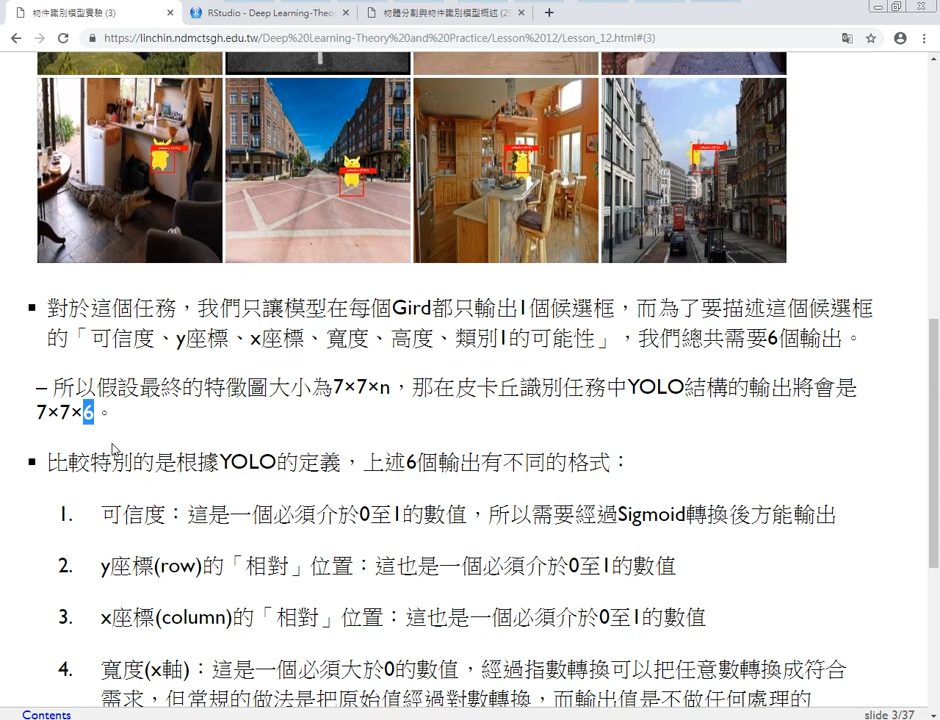 物件識別模型實驗 (3)
RStudio - Deep Learning-Theor
物體分割與物件識別模型概述 (2
https://linchin.ndmctsgh.edu.tw/Deep%20Learning-Theory%20and%20Practice/Lesson%2012/Lesson_12.html#(3)
對於這個任務，我們只讓模型在每個Gird都只輸出1個候選框，而為了要描述這個候選框
的「可信度、y座標、x座標、寬度、高度、類別1的可能性」，我們總共需要6個輸出。
– 所以假設最終的特徵圖大小為7×7×n，那在皮卡丘識別任務中YOLO結構的輸出將會是
7×7×6。
比較特別的是根據YOLO的定義，上述6個輸出有不同的格式：
1. 可信度：這是一個必須介於0至1的數值，所以需要經過Sigmoid轉換後方能輸出
2. y座標(row)的「相對」位置：這也是一個必須介於0至1的數值
3. x座標(column)的「相對」位置：這也是一個必須介於0至1的數值
4. 寬度(x軸)：這是一個必須大於0的數值，經過指數轉換可以把任意數轉換成符合
需求，但常規的做法是把原始值經過對數轉換，而輸出值是不做任何處理的
Contents
slide 3/37